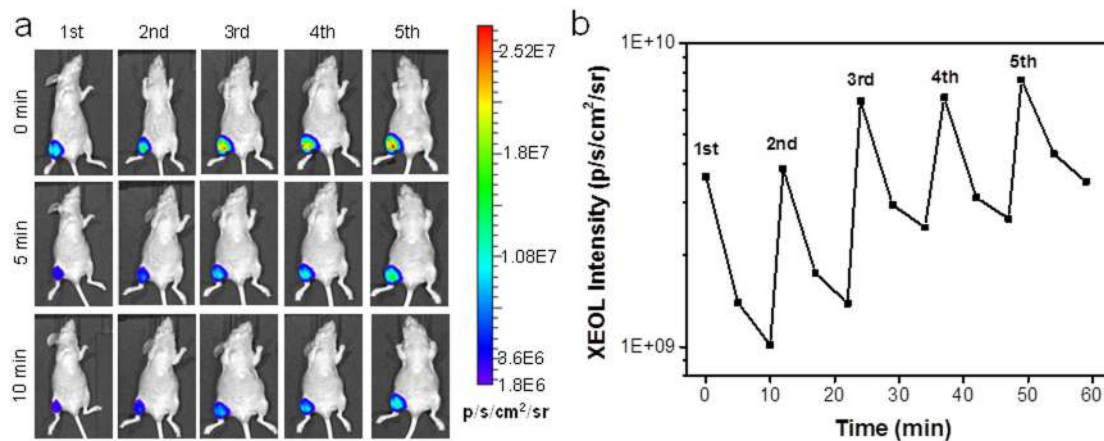 a
1st 2nd 3rd 4th 5th
0 min
5 min
10 min
2.52E7
1.8E7
1.08E7
3.6E6
1.8E6
p/s/cm²/sr
b
XEOL Intensity (p/s/cm²/sr)
1E+10
1E+09
1st
2nd
3rd
4th
5th
0 10 20 30 40 50 60
Time (min)